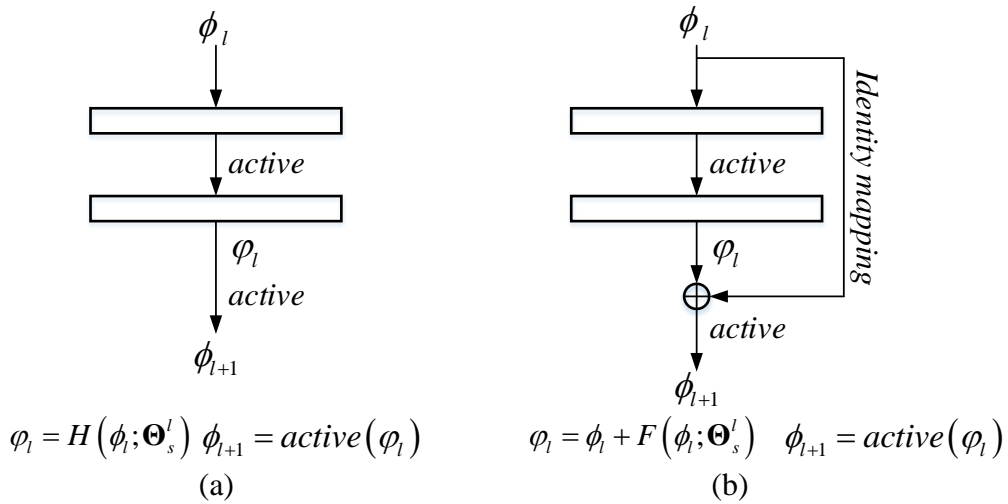 ϕ_l
active
φ_l
active
ϕ_{l+1}
φ_l = H(ϕ_l; Θ_s^l) ϕ_{l+1} = active(φ_l)
(a)
ϕ_l
Identity mapping
active
φ_l
active
ϕ_{l+1}
φ_l = ϕ_l + F(ϕ_l; Θ_s^l) ϕ_{l+1} = active(φ_l)
(b)